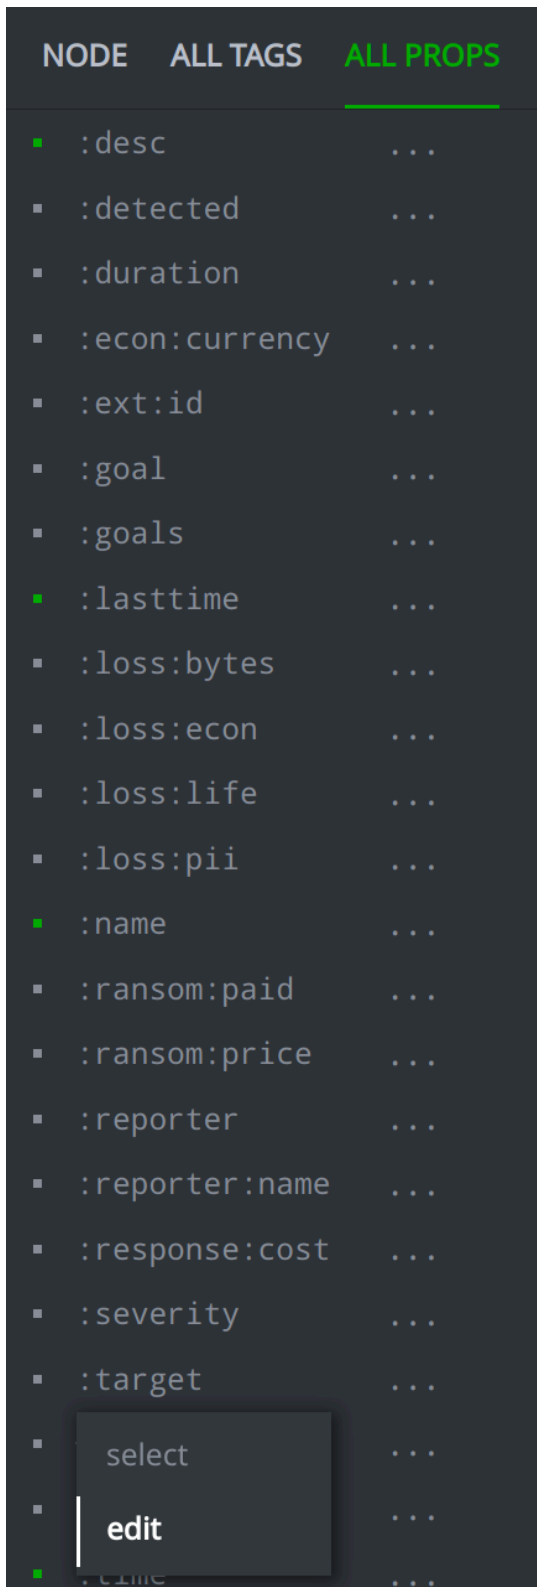 NODE ALL TAGS ALL PROPS
:desc ...
:detected ...
:duration ...
:econ:currency ...
:ext:id ...
:goal ...
:goals ...
:lasttime ...
:loss:bytes ...
:loss:econ ...
:loss:life ...
:loss:pii ...
:name ...
:ransom:paid ...
:ransom:price ...
:reporter ...
:reporter:name ...
:response:cost ...
:severity ...
:target ...
select ...
edit ...
:time ...